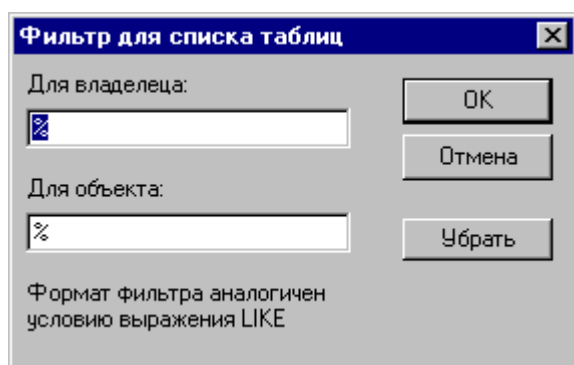 Фильтр для списка таблиц
Для владелеца:
%
Для объекта:
%
Формат фильтра аналогичен
условию выражения LIKE
OK
Отмена
Убрать